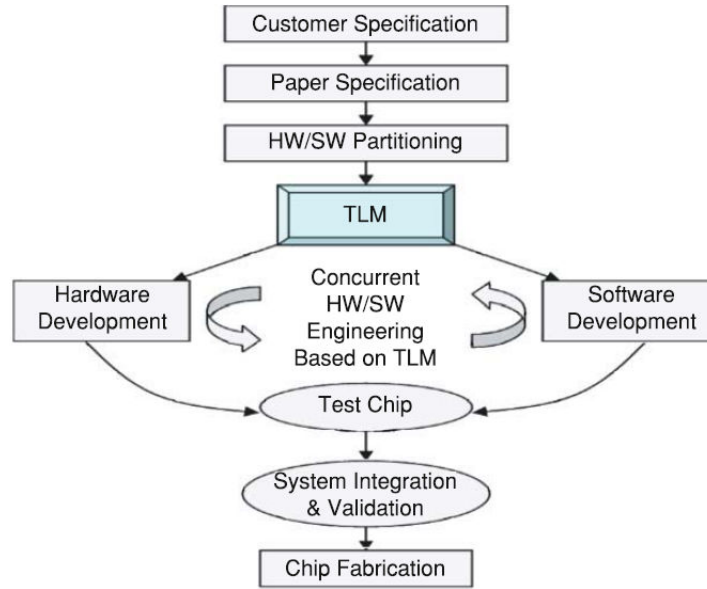 Customer Specification
Paper Specification
HW/SW Partitioning
TLM
Hardware
Development
Concurrent
HW/SW
Engineering
Based on TLM
Software
Development
Test Chip
System Integration
& Validation
Chip Fabrication